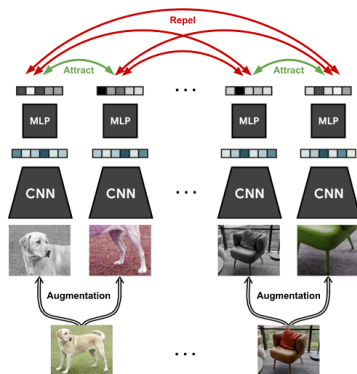 Repel
Attract
Attract
MLP
MLP
MLP
MLP
CNN
CNN
CNN
CNN
Augmentation
Augmentation